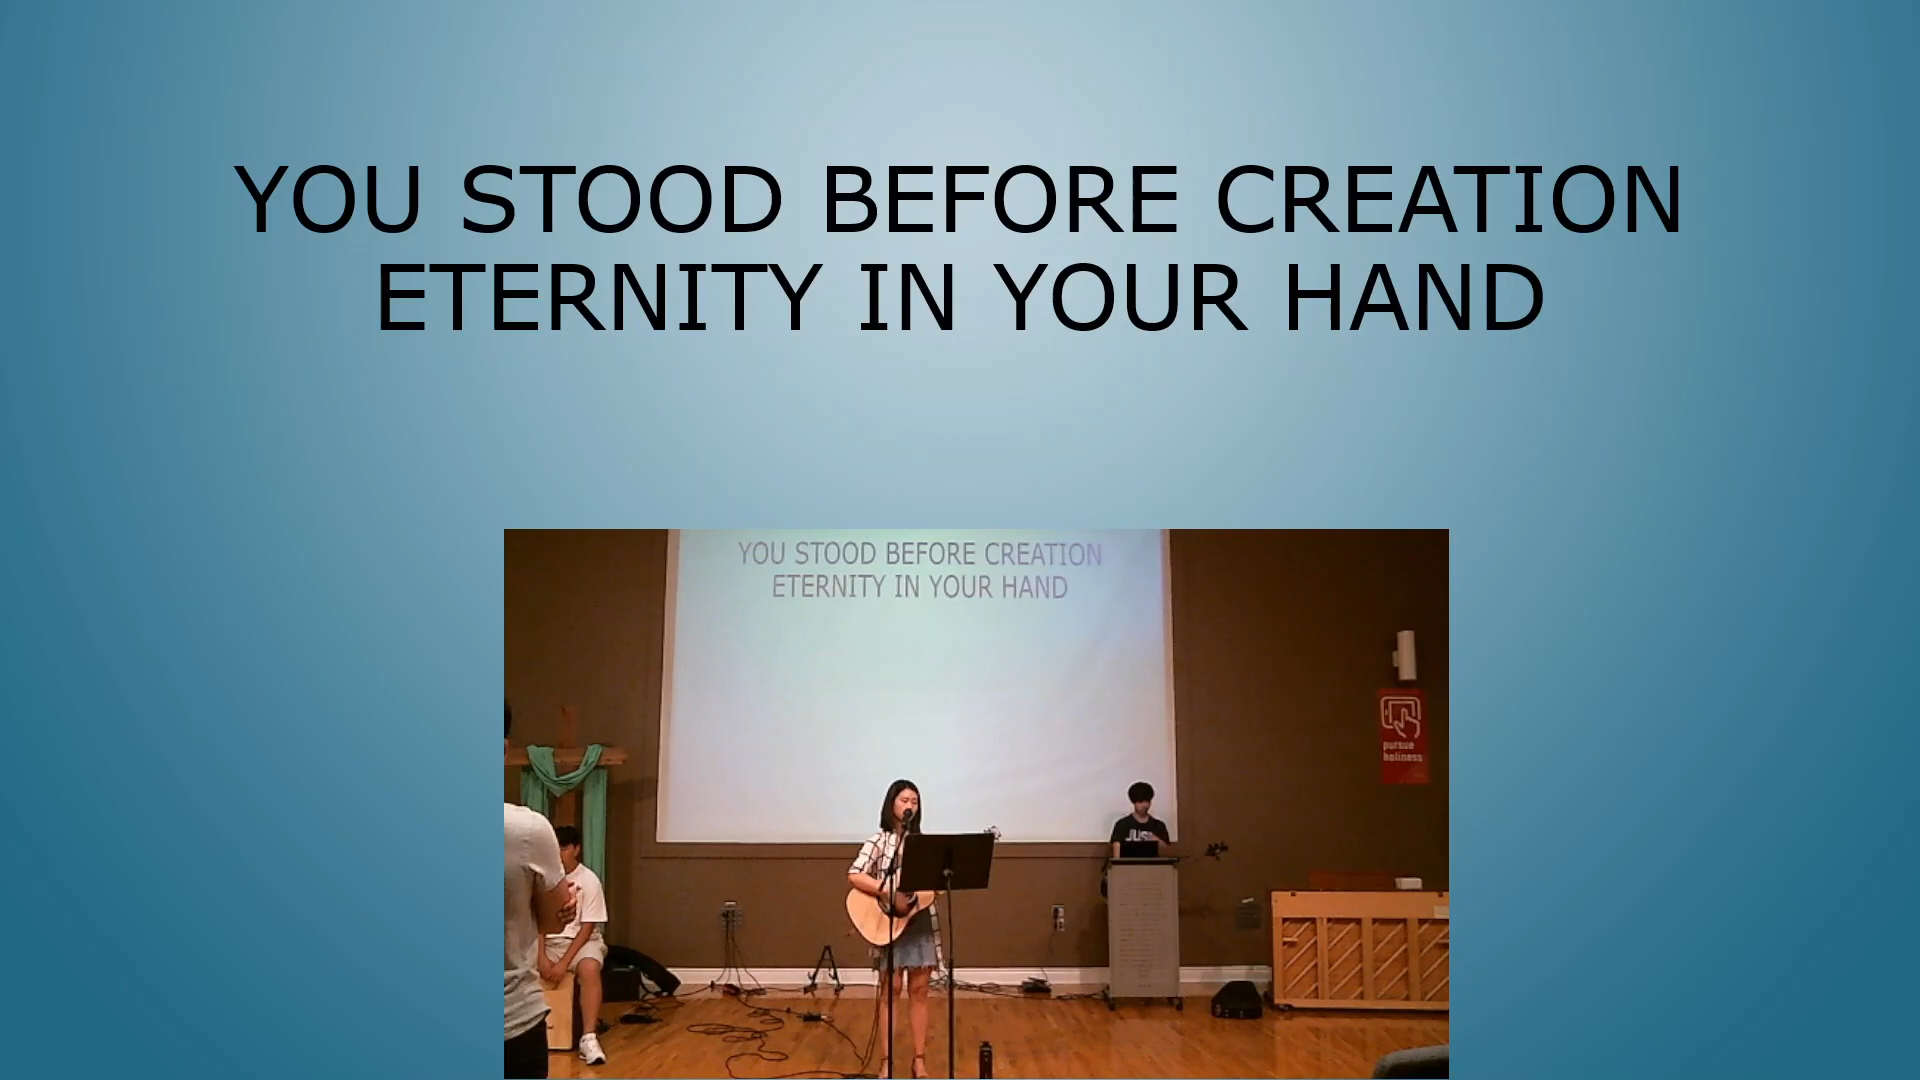 YOU STOOD BEFORE CREATION
ETERNITY IN YOUR HAND
YOU STOOD BEFORE CREATION
ETERNITY IN YOUR HAND
pursue
holiness